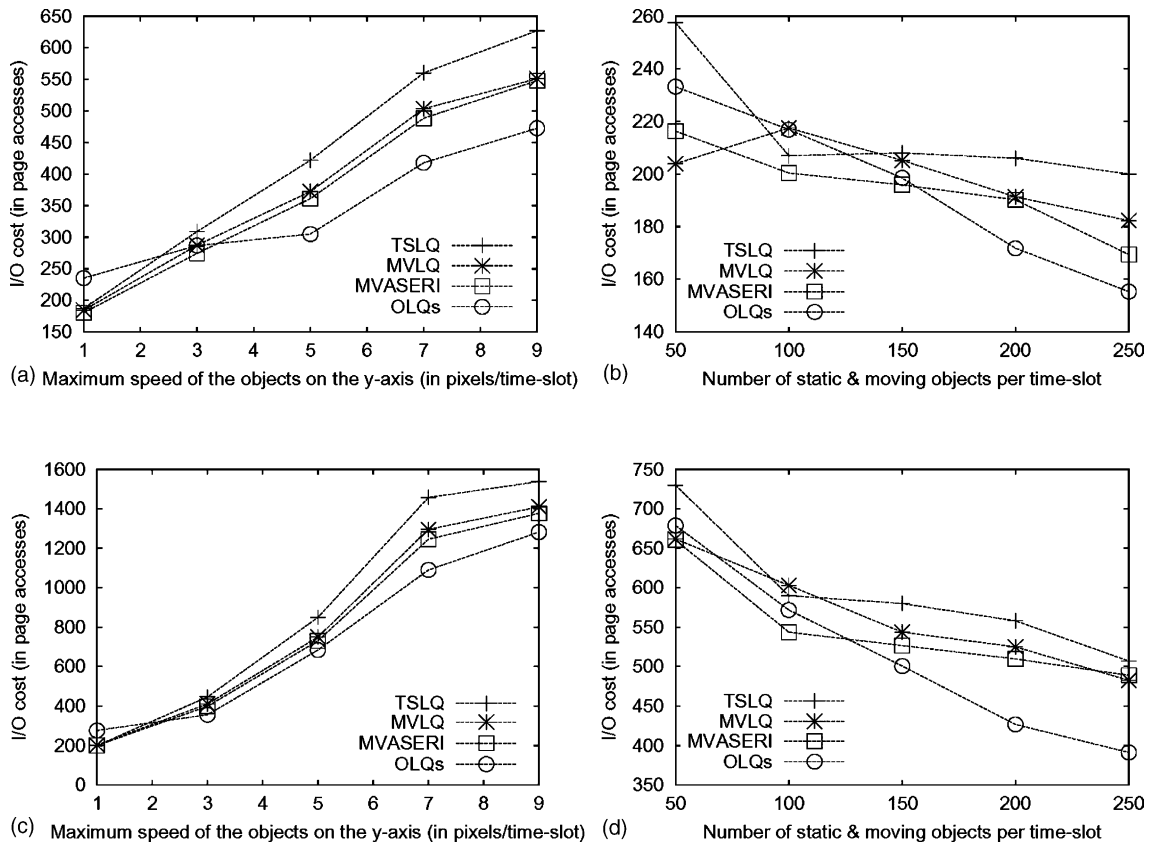 650
600
550
500
450
400
350
300
250
200
150
I/O cost (in page accesses)
TSLQ
MVLQ
MVASERI
OLQs
1 2 3 4 5 6 7 8 9
(a) Maximum speed of the objects on the y-axis (in pixels/time-slot)
260
240
220
200
180
160
140
I/O cost (in page accesses)
TSLQ
MVLQ
MVASERI
OLQs
50 100 150 200 250
(b) Number of static & moving objects per time-slot
1600
1400
1200
1000
800
600
400
200
0
I/O cost (in page accesses)
TSLQ
MVLQ
MVASERI
OLQs
1 2 3 4 5 6 7 8 9
(c) Maximum speed of the objects on the y-axis (in pixels/time-slot)
750
700
650
600
550
500
450
400
350
I/O cost (in page accesses)
TSLQ
MVLQ
MVASERI
OLQs
50 100 150 200 250
(d) Number of static & moving objects per time-slot